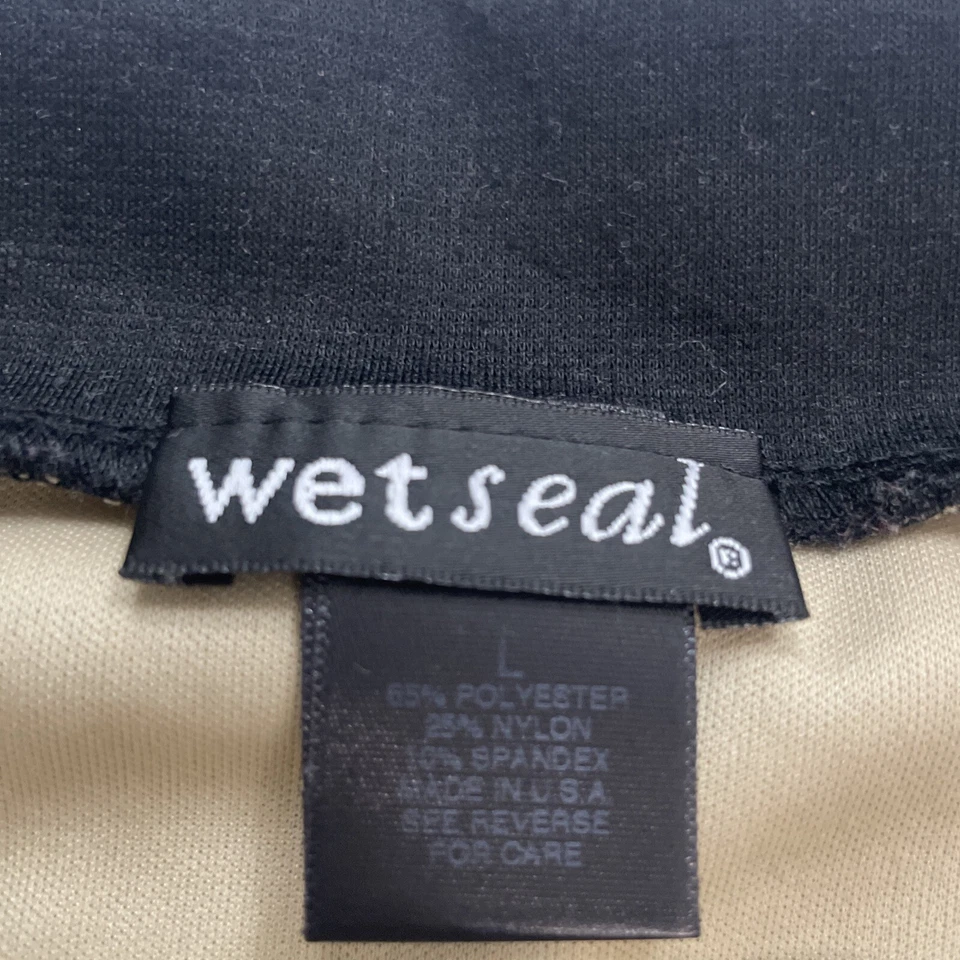 wetseal®
L
65% POLYESTER
25% NYLON
10% SPANDEX
MADE IN U.S.A
SEE REVERSE
FOR CARE